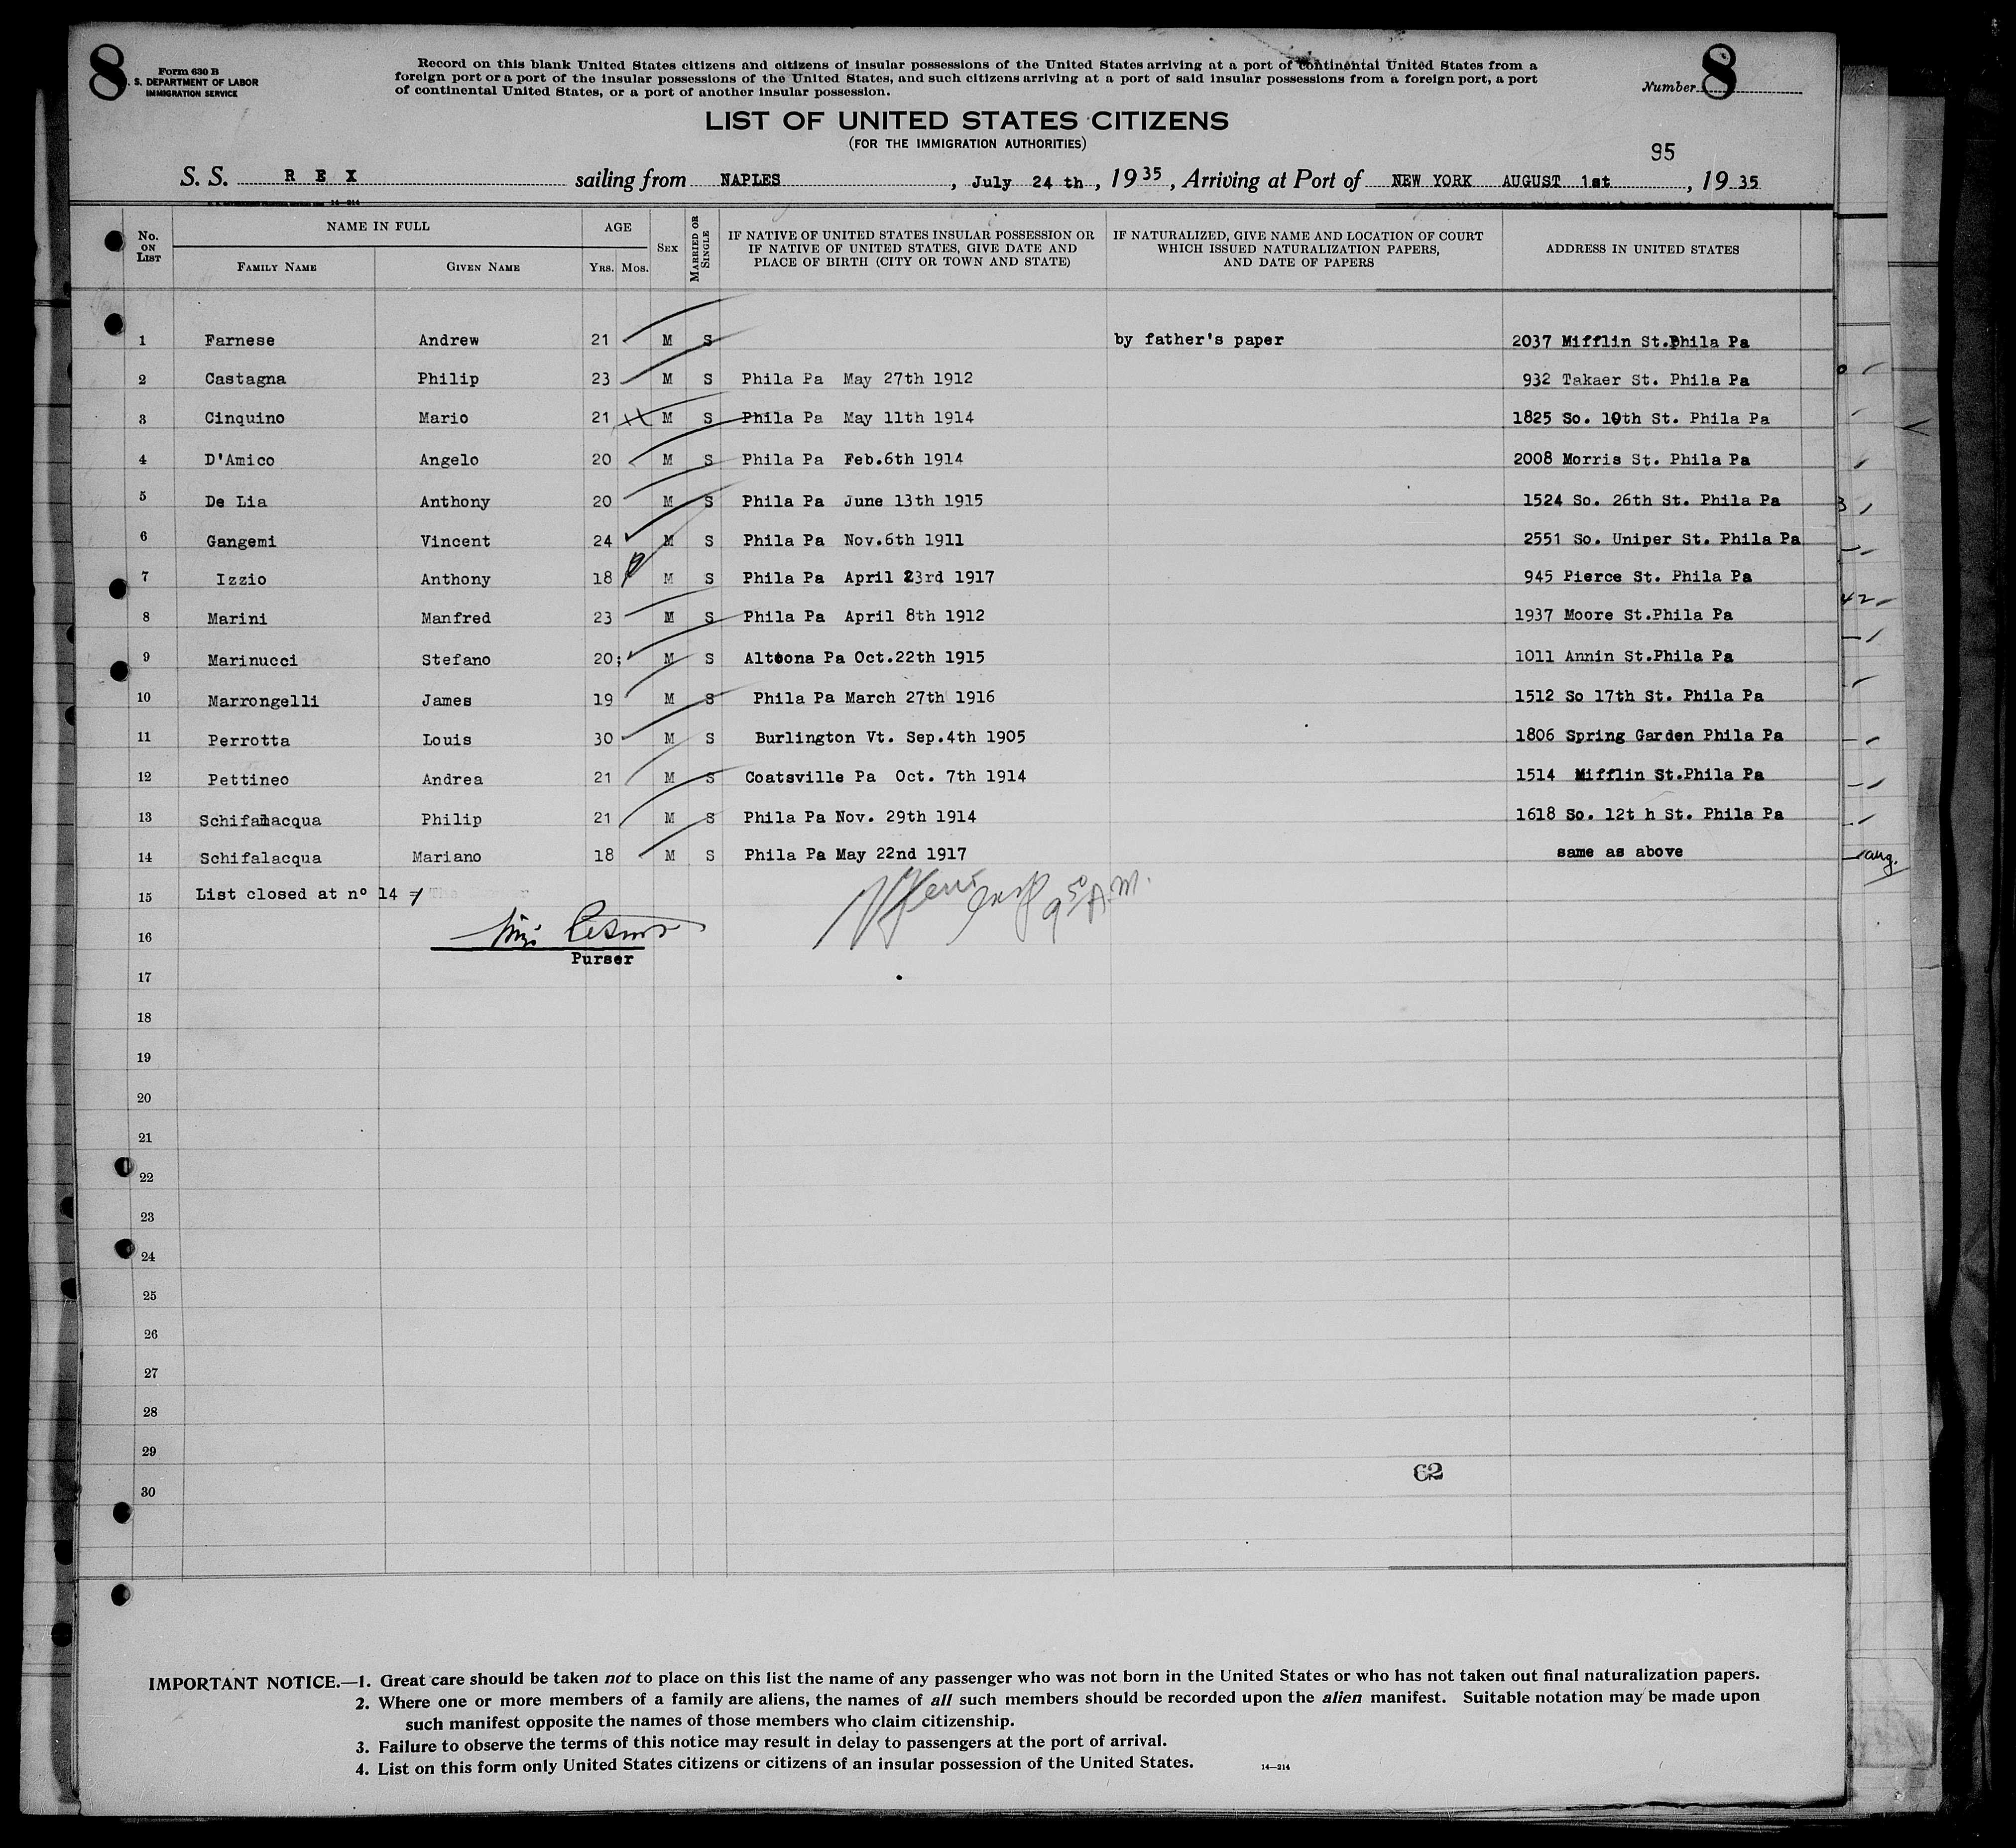 8
Form 630 B
S. DEPARTMENT OF LABOR
IMMIGRATION SERVICE
Record on this blank United States citizens and citizens of insular possessions of the United States arriving at a port of continental United States from a
foreign port or a port of the insular possessions of the United States, and such citizens arriving at a port of said insular possessions from a foreign port, a port
of continental United States, or a port of another insular possession.
Number 8
LIST OF UNITED STATES CITIZENS
(FOR THE IMMIGRATION AUTHORITIES)
95
S. S. R E X sailing from NAPLES, July 24 th, 1935, Arriving at Port of NEW YORK AUGUST 1st, 1935
No. ON LIST NAME IN FULL AGE SEX MARRIED OR SINGLE IF NATIVE OF UNITED STATES INSULAR POSSESSION OR IF NATIVE OF UNITED STATES, GIVE DATE AND PLACE OF BIRTH (CITY OR TOWN AND STATE) IF NATURALIZED, GIVE NAME AND LOCATION OF COURT WHICH ISSUED NATURALIZATION PAPERS, AND DATE OF PAPERS ADDRESS IN UNITED STATES
FAMILY NAME GIVEN NAME YRS. MOS.
1 Farnese Andrew 21 M S by father's paper 2037 Mifflin St.Phila Pa
2 Castagna Philip 23 M S Phila Pa May 27th 1912 932 Takaer St. Phila Pa
3 Cinquino Mario 21 M S Phila Pa May 11th 1914 1825 So. 10th St. Phila Pa
4 D'Amico Angelo 20 M S Phila Pa Feb.6th 1914 2008 Morris St. Phila Pa
5 De Lia Anthony 20 M S Phila Pa June 13th 1915 1524 So. 26th St. Phila Pa
6 Gangemi Vincent 24 M S Phila Pa Nov.6th 1911 2551 So. Uniper St. Phila Pa
7 Izzio Anthony 18 M S Phila Pa April 23rd 1917 945 Pierce St. Phila Pa
8 Marini Manfred 23 M S Phila Pa April 8th 1912 1937 Moore St.Phila Pa
9 Marinucci Stefano 20; M S Altoona Pa Oct.22th 1915 1011 Annin St.Phila Pa
10 Marrongelli James 19 M S Phila Pa March 27th 1916 1512 So 17th St. Phila Pa
11 Perrotta Louis 30 M S Burlington Vt. Sep.4th 1905 1806 Spring Garden Phila Pa
12 Pettineo Andrea 21 M S Coatsville Pa Oct. 7th 1914 1514 Mifflin St.Phila Pa
13 Schifalacqua Philip 21 M S Phila Pa Nov. 29th 1914 1618 So. 12t h St. Phila Pa
14 Schifalacqua Mariano 18 M S Phila Pa May 22nd 1917 same as above
aug.
15 List closed at nº 14
16
Purser
17
18
19
20
21
22
23
24
25
26
27
28
29
62
30
IMPORTANT NOTICE.—1. Great care should be taken not to place on this list the name of any passenger who was not born in the United States or who has not taken out final naturalization papers.
2. Where one or more members of a family are aliens, the names of all such members should be recorded upon the alien manifest. Suitable notation may be made upon
such manifest opposite the names of those members who claim citizenship.
3. Failure to observe the terms of this notice may result in delay to passengers at the port of arrival.
4. List on this form only United States citizens or citizens of an insular possession of the United States.
14—214